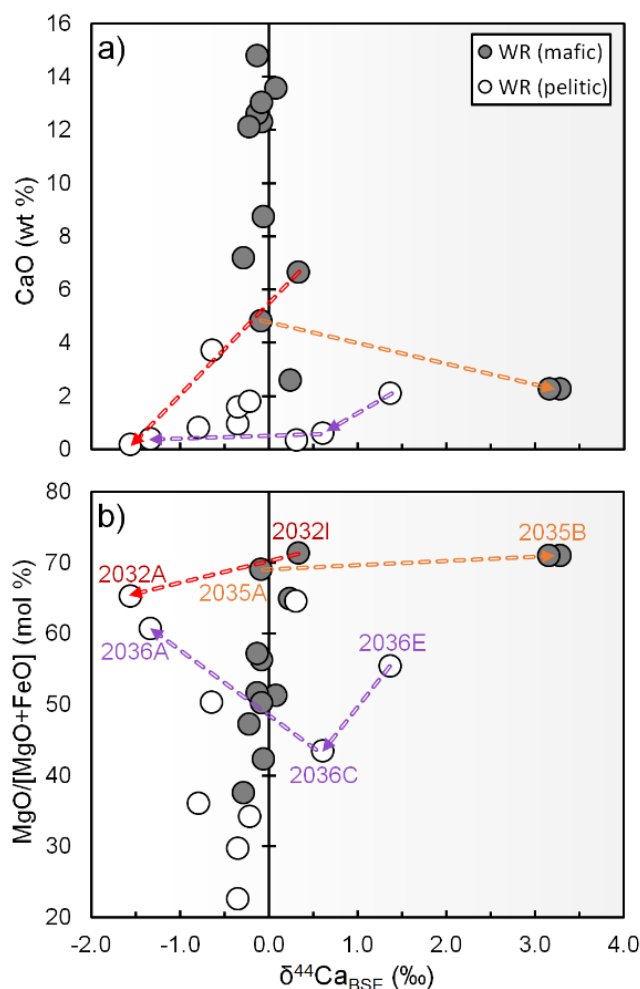 a)
WR (mafic)
WR (pelitic)
16
14
12
10
8
6
4
2
0
CaO (wt %)
b)
80
70
60
50
40
30
20
MgO/[MgO+FeO] (mol %)
2032I
2035B
2032A
2035A
2036A
2036E
2036C
-2.0
-1.0
0.0
1.0
2.0
3.0
4.0
δ⁴⁴Ca_BSE (‰)